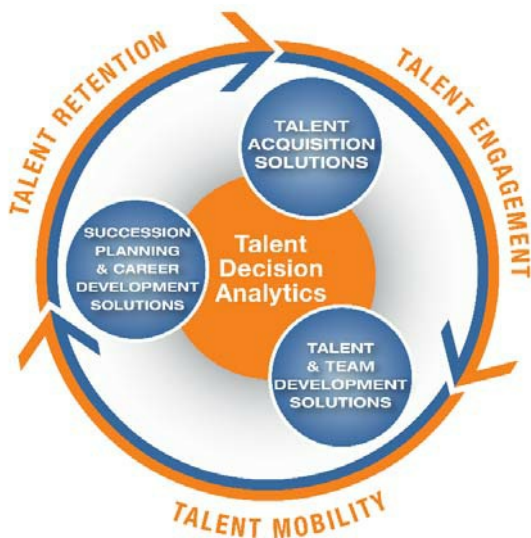 TALENT RETENTION
TALENT ENGAGEMENT
TALENT
ACQUISITION
SOLUTIONS
SUCCESSION
PLANNING
& CAREER
DEVELOPMENT
SOLUTIONS
Talent
Decision
Analytics
TALENT
& TEAM
DEVELOPMENT
SOLUTIONS
TALENT MOBILITY